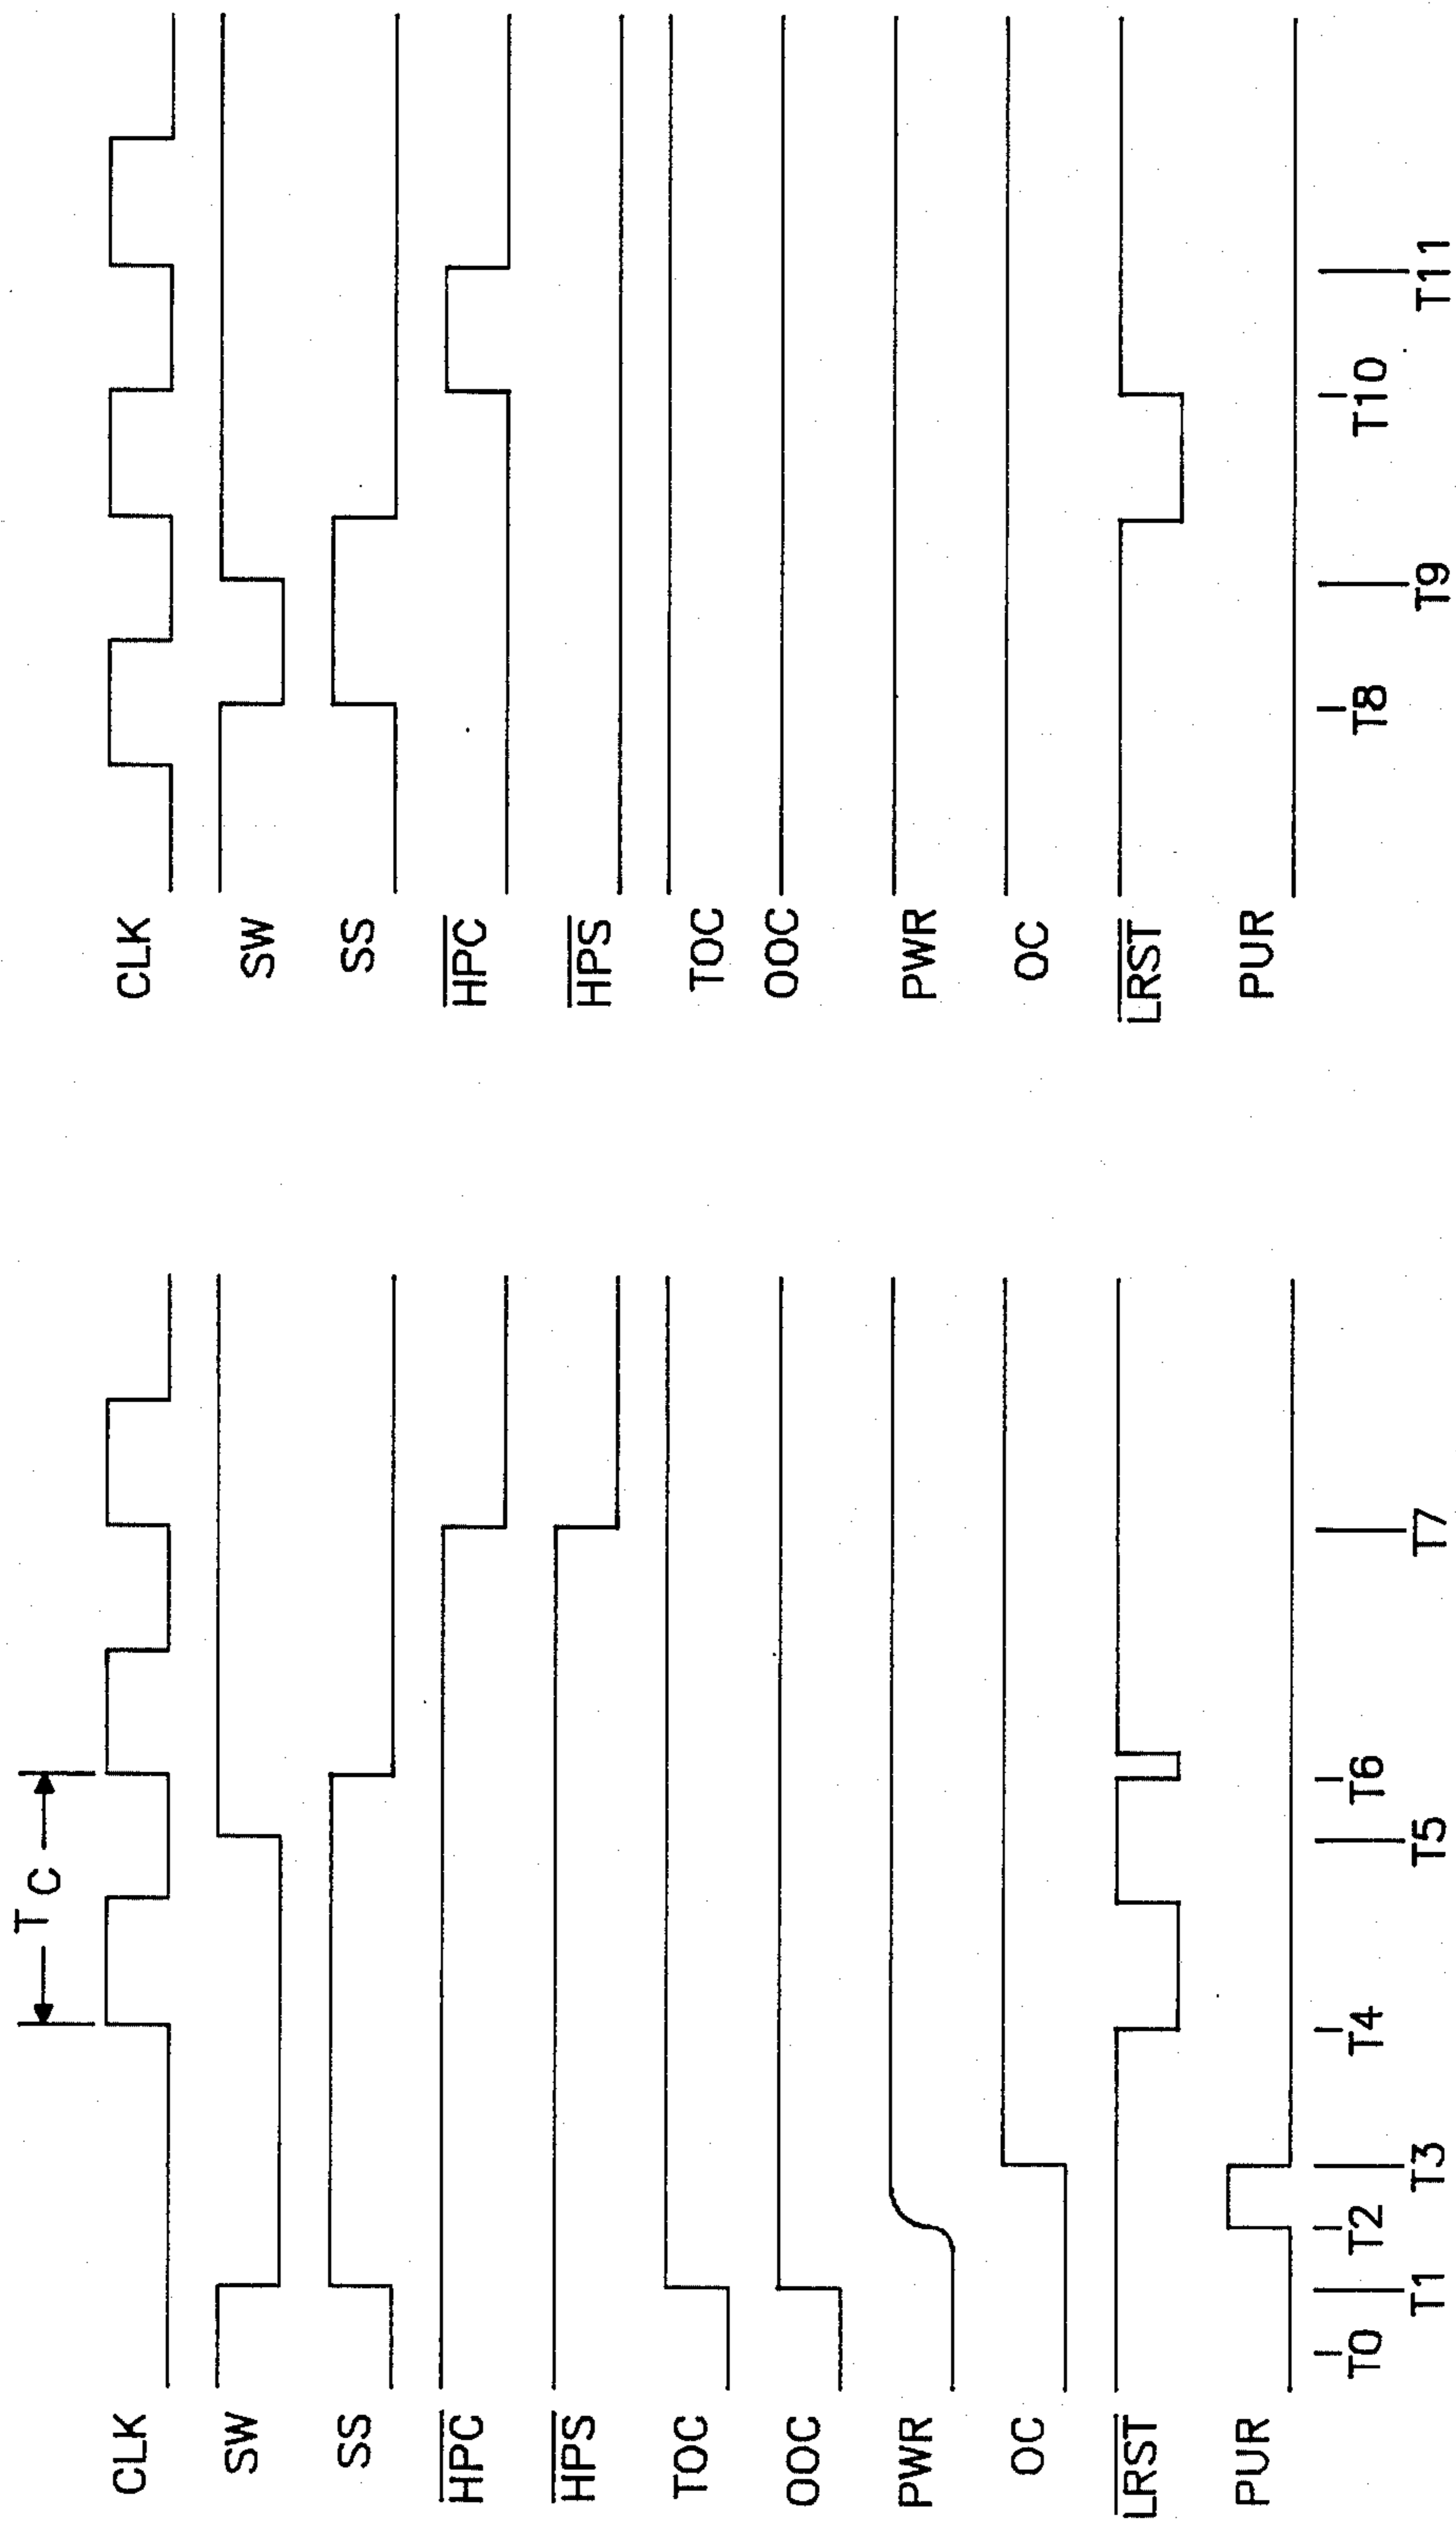 T C
CLK
SW
SS
HPC
HPS
TOC
OOC
PWR
OC
LRST
PUR
T0
T1
T2
T3
T4
T5
T6
T7
CLK
SW
SS
HPC
HPS
TOC
OOC
PWR
OC
LRST
PUR
T8
T9
T10
T11